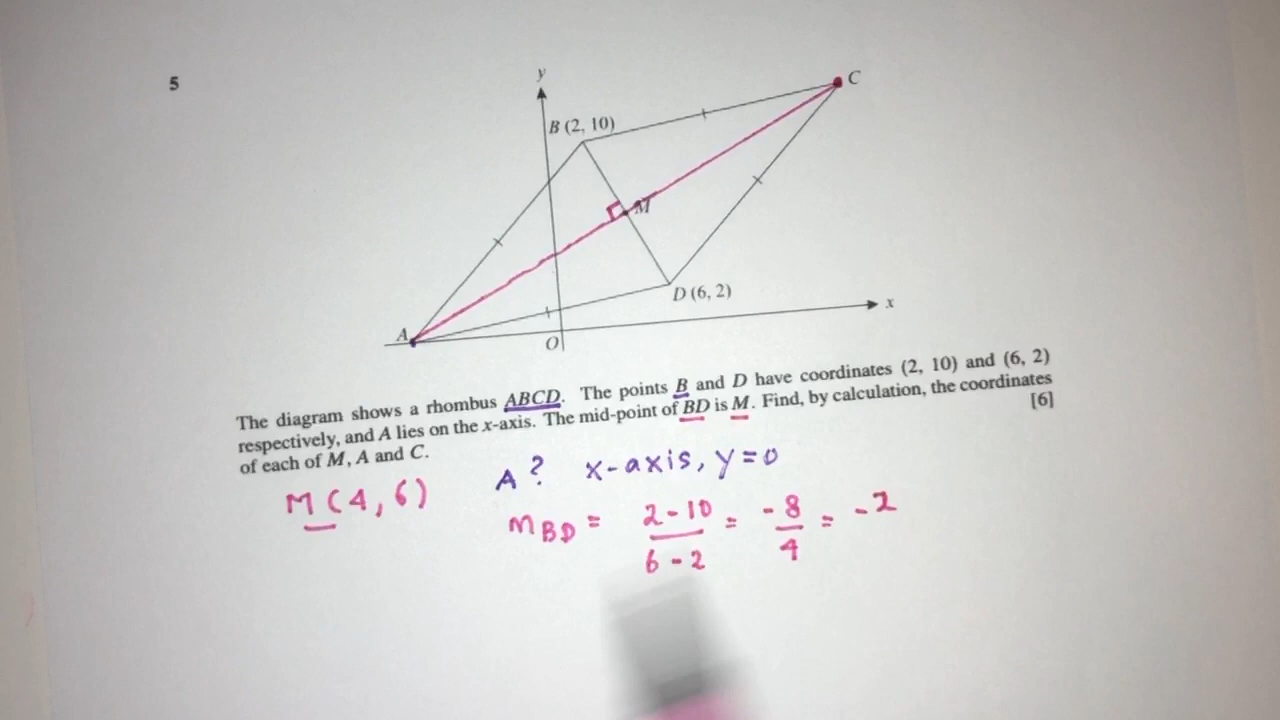 5
y
C
B (2, 10)
M
D (6, 2)
x
A
O
The diagram shows a rhombus ABCD. The points B and D have coordinates (2, 10) and (6, 2)
respectively, and A lies on the x-axis. The mid-point of BD is M. Find, by calculation, the coordinates
of each of M, A and C. [6]
M (4, 6)
A ? x-axis, y=0
m BD = 2-10 / 6-2 = -8 / 4 = -2